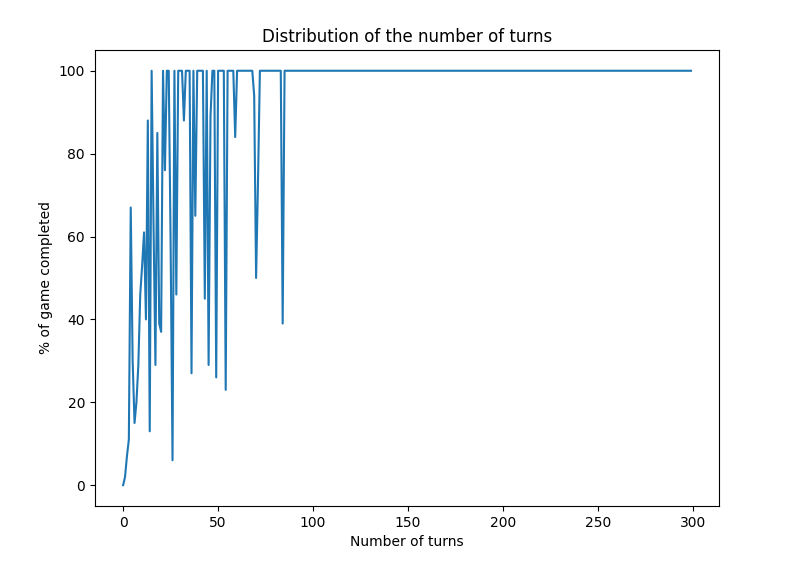 Distribution of the number of turns
100
80
60
40
20
0
% of game completed
0 50 100 150 200 250 300
Number of turns